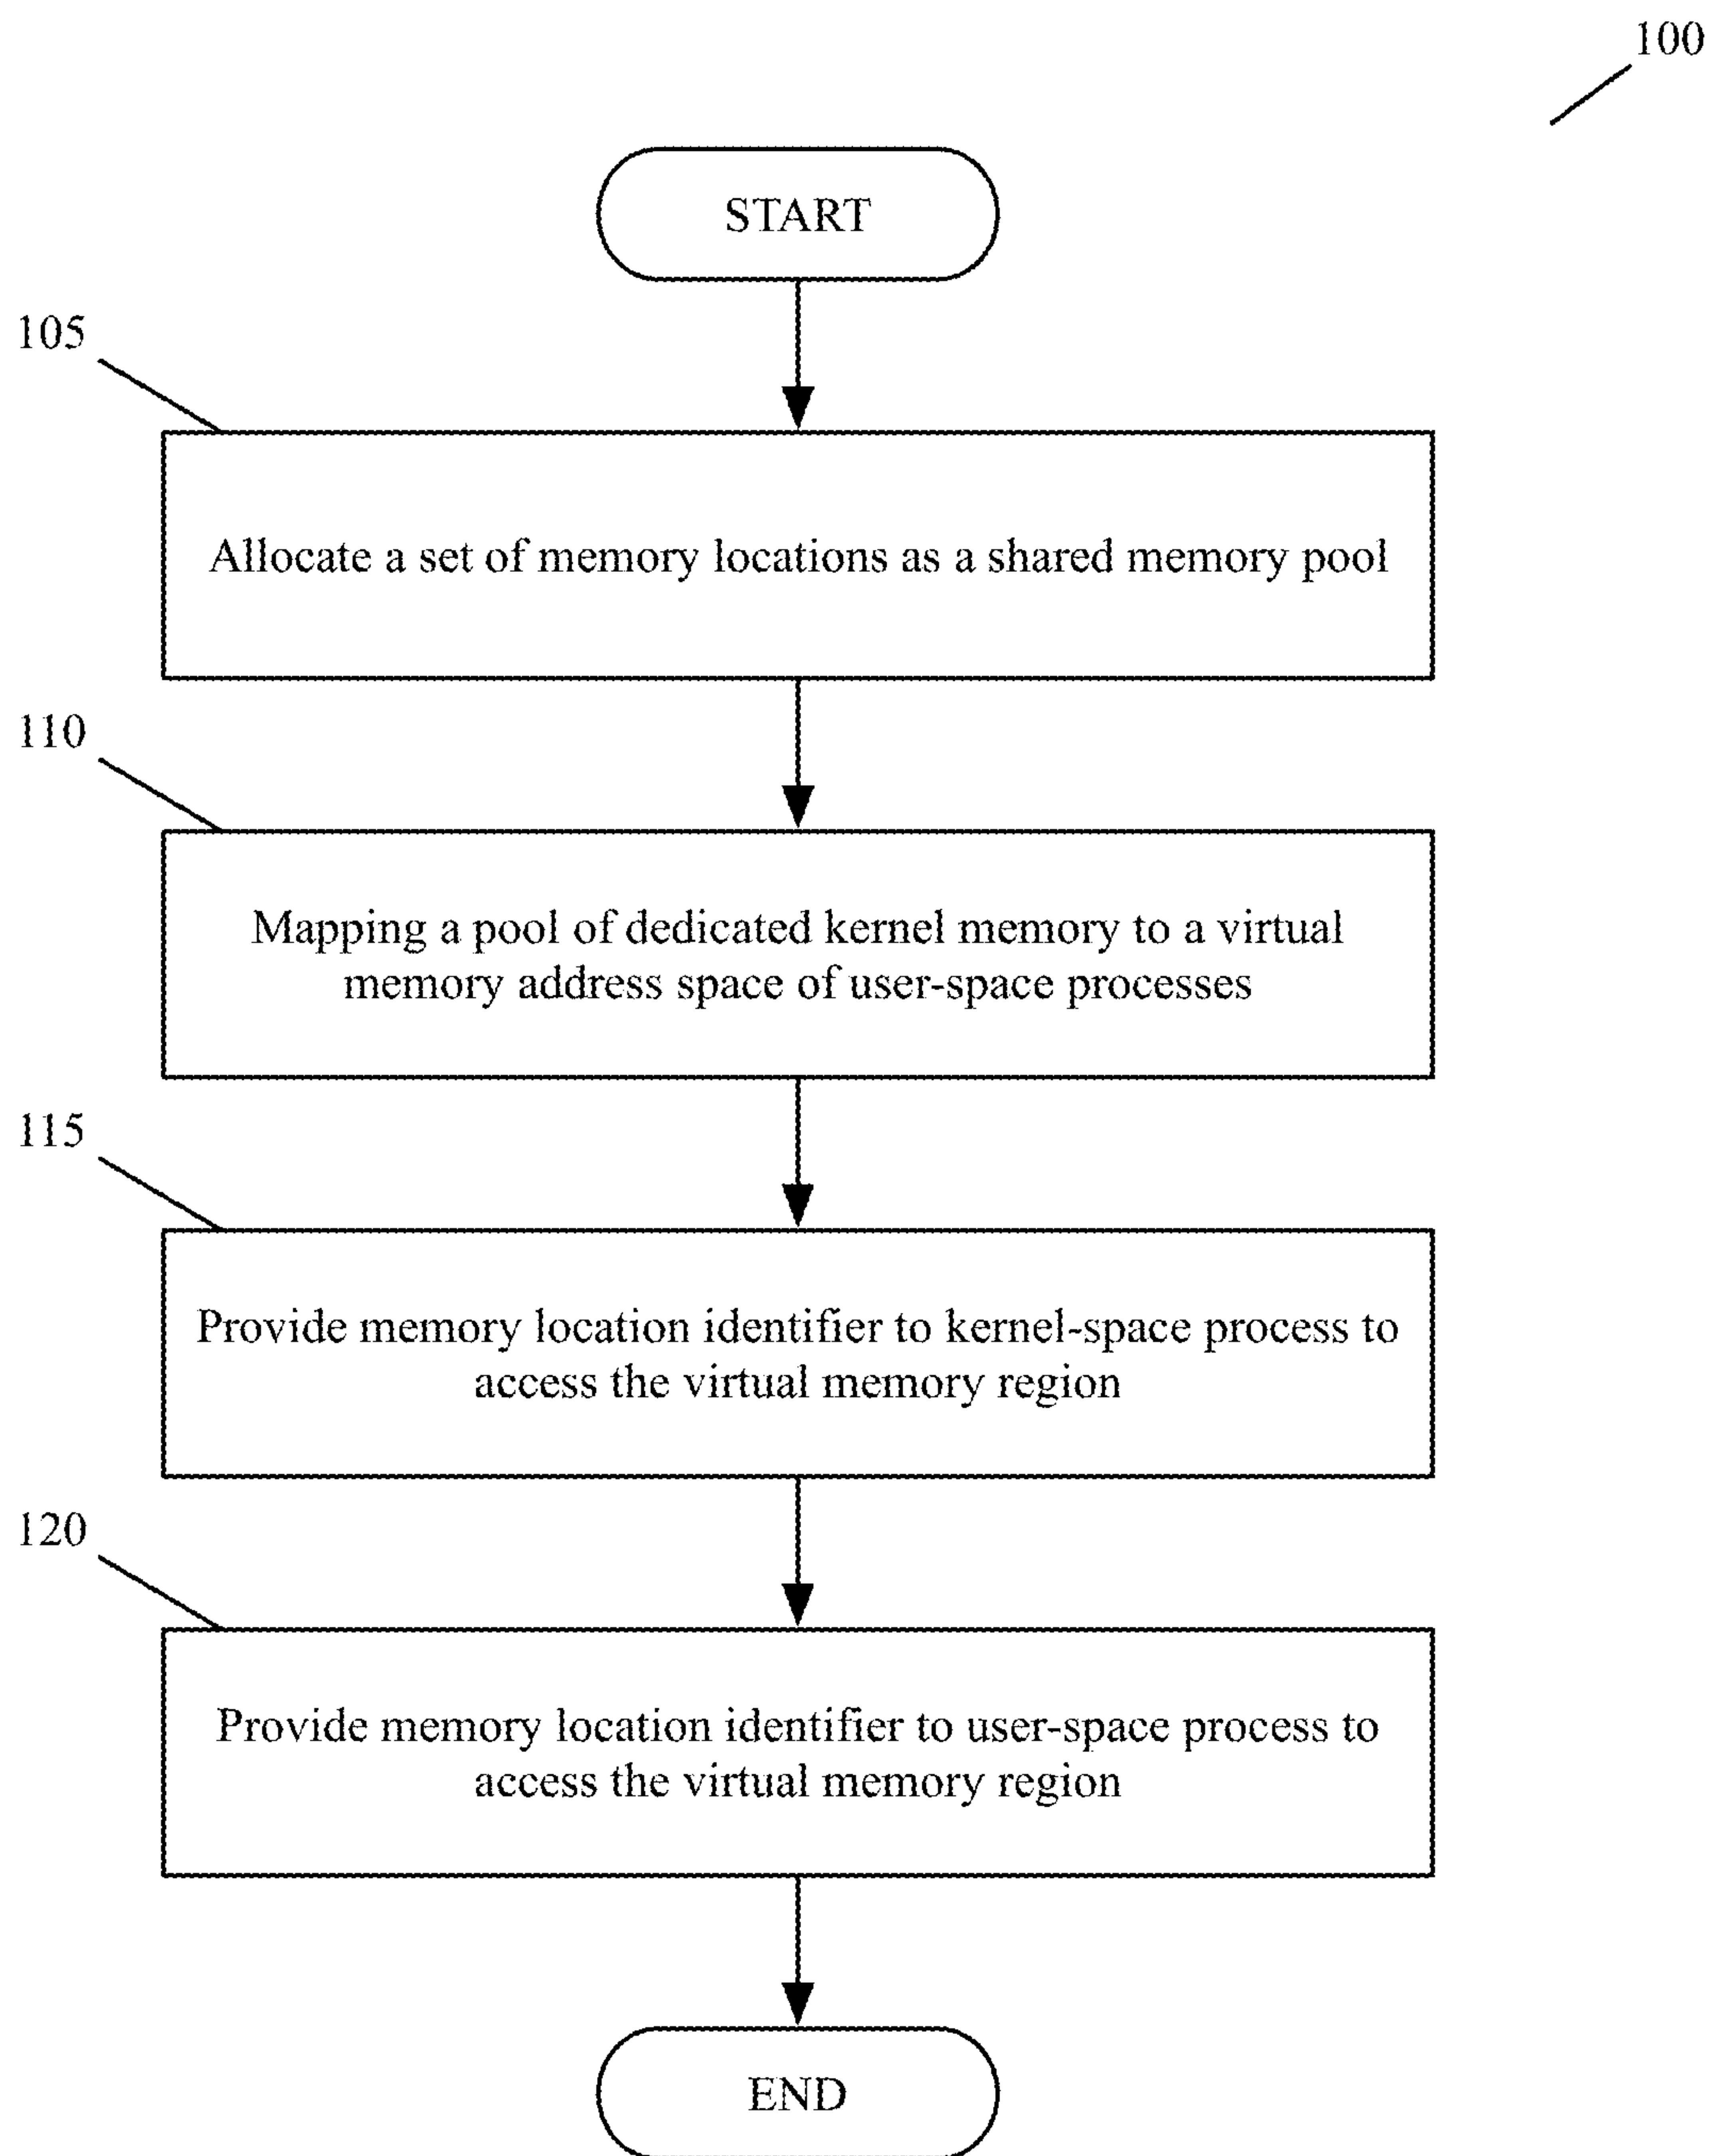 100
START
105
Allocate a set of memory locations as a shared memory pool
110
Mapping a pool of dedicated kernel memory to a virtual
memory address space of user-space processes
115
Provide memory location identifier to kernel-space process to
access the virtual memory region
120
Provide memory location identifier to user-space process to
access the virtual memory region
END